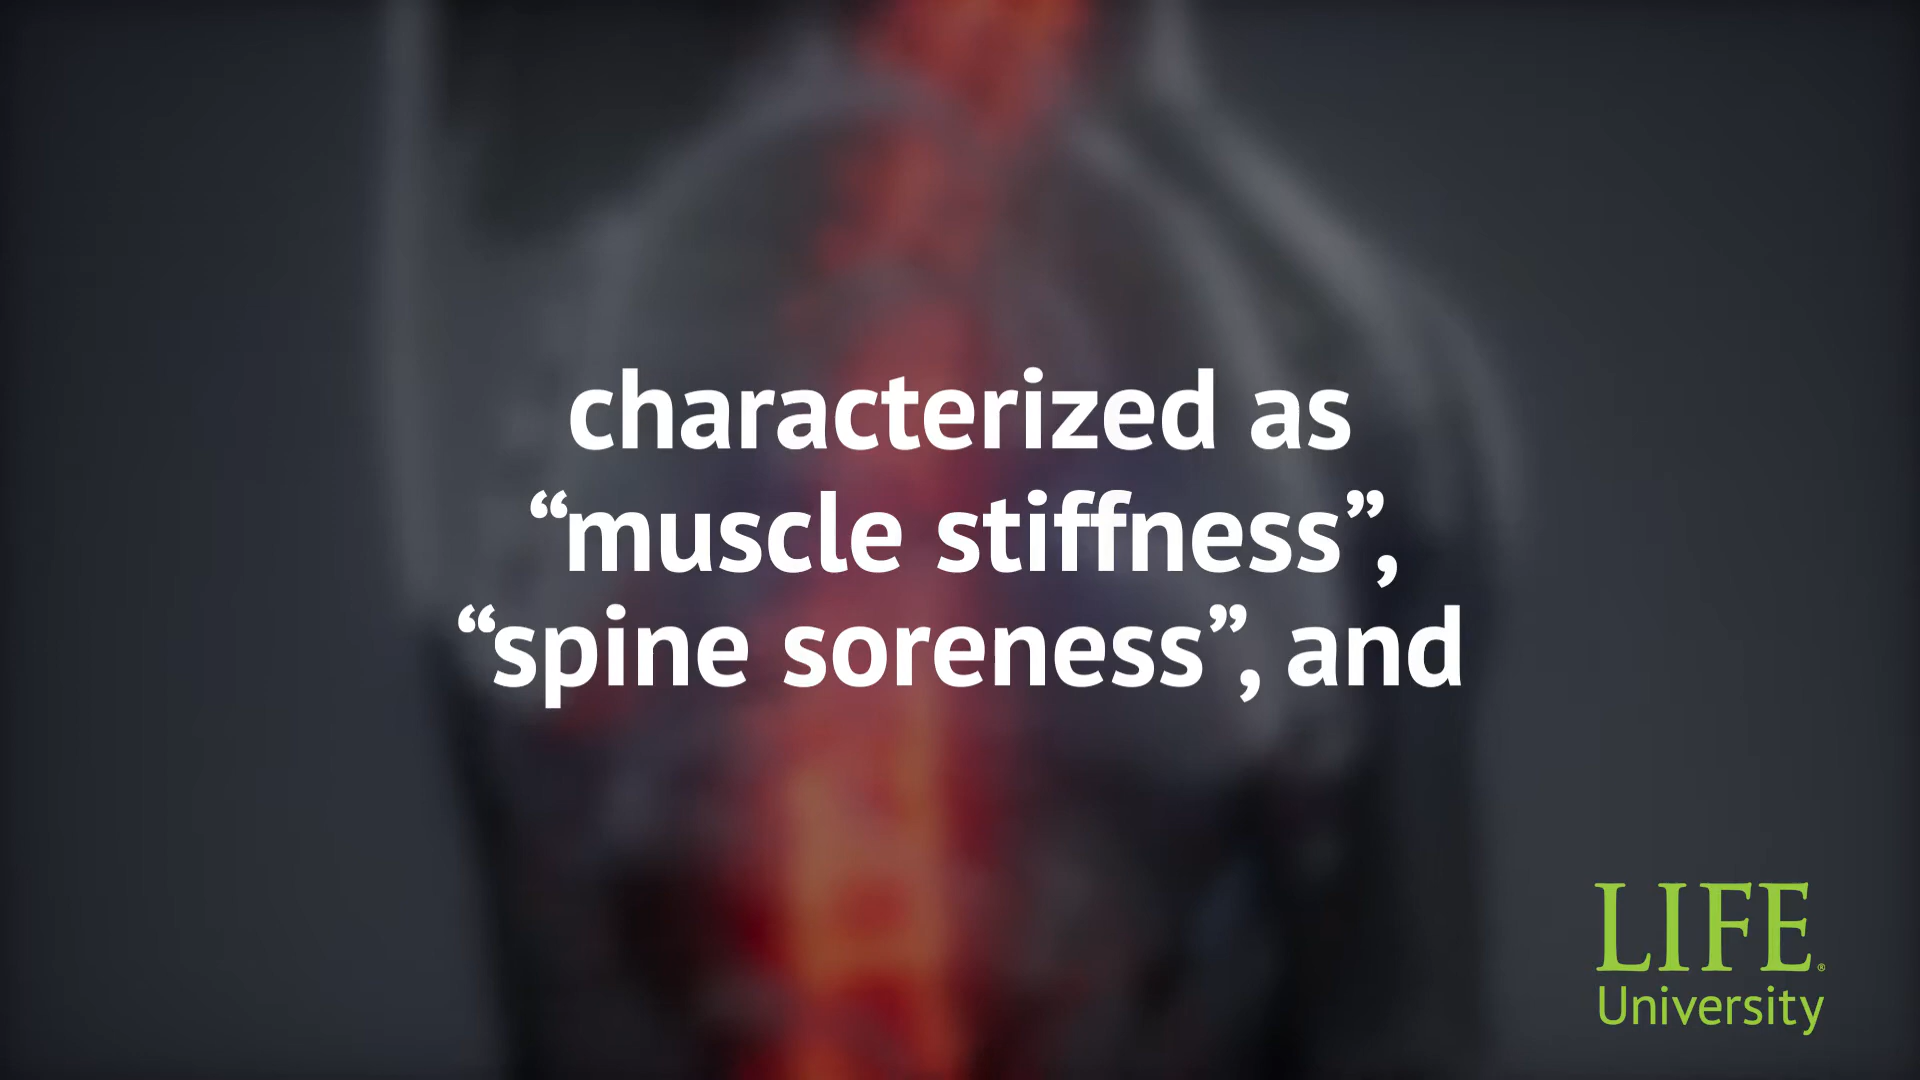 characterized as
“muscle stiffness”,
“spine soreness”, and
LIFE®
University